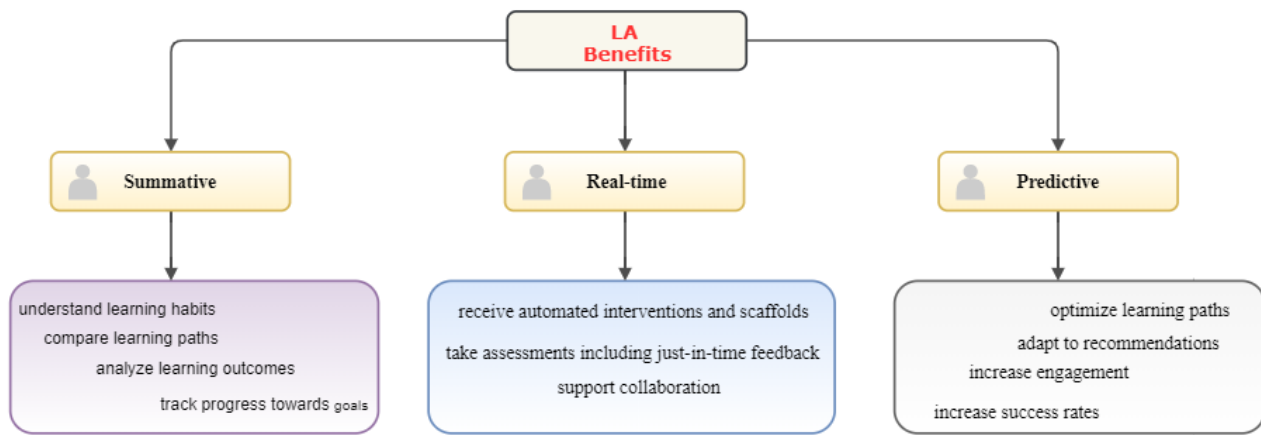 LA
Benefits
Summative
Real-time
Predictive
understand learning habits
compare learning paths
analyze learning outcomes
track progress towards goals
receive automated interventions and scaffolds
take assessments including just-in-time feedback
support collaboration
optimize learning paths
adapt to recommendations
increase engagement
increase success rates